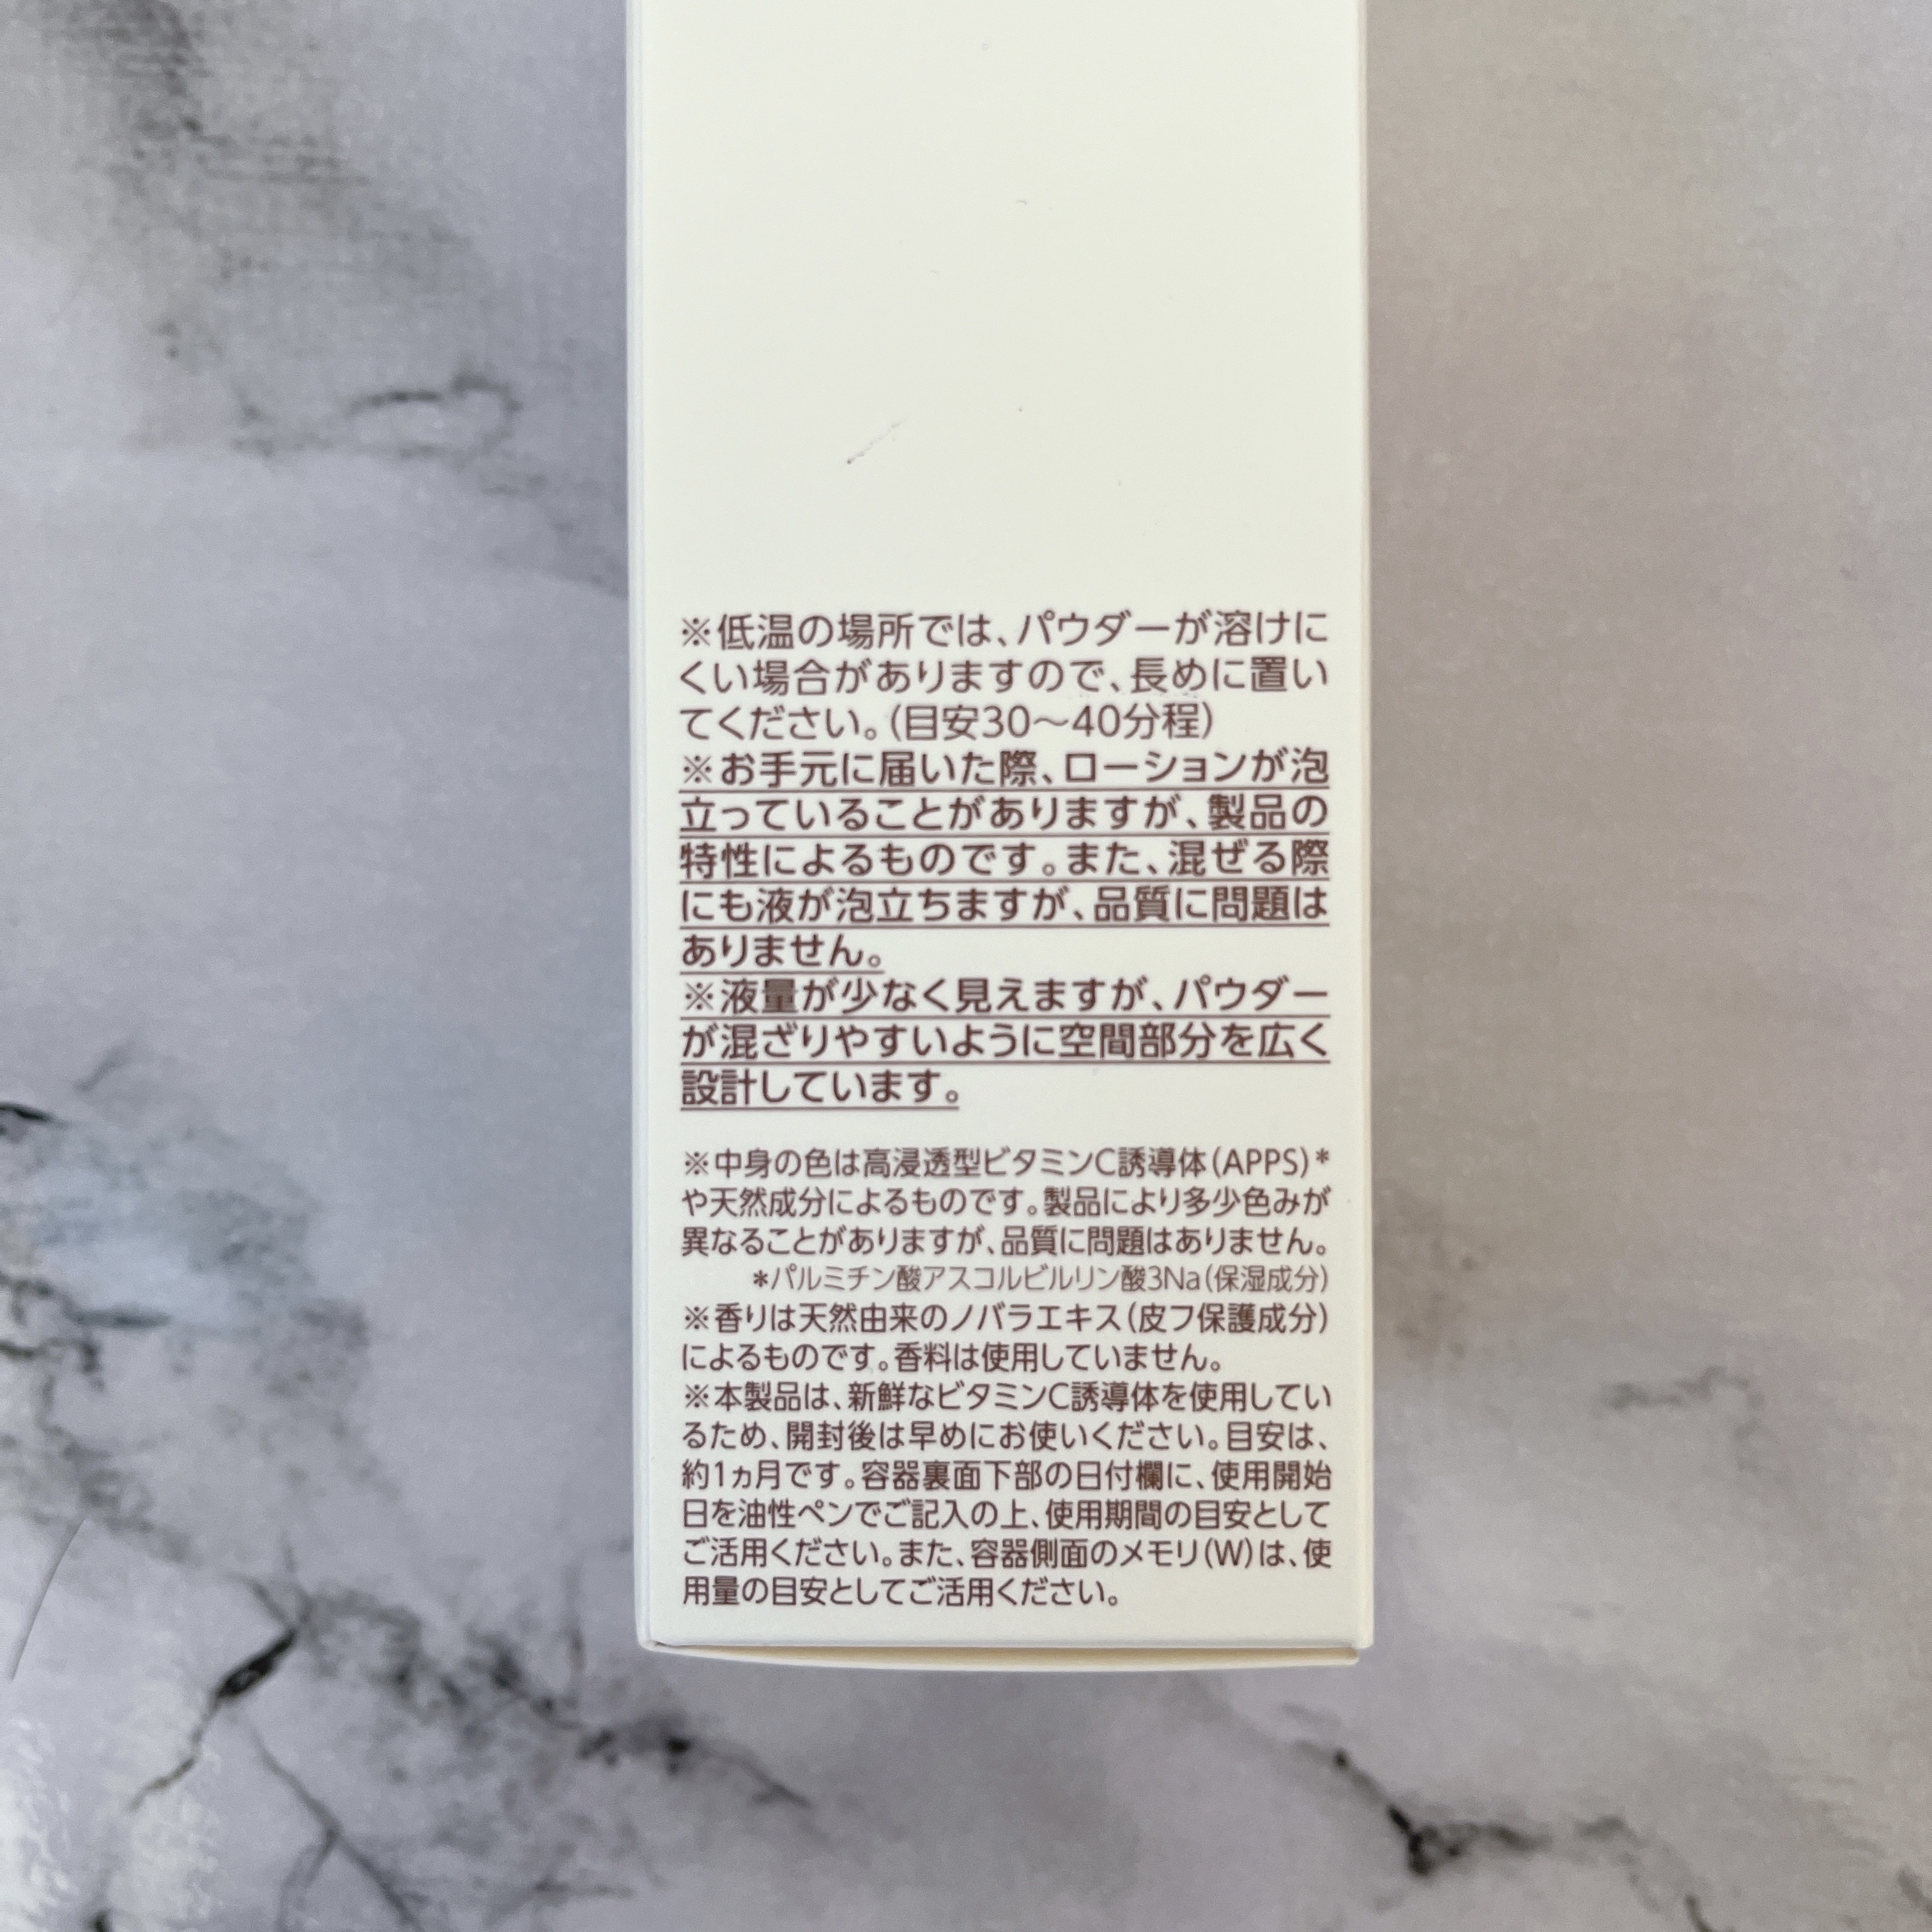 ※低温の場所では、パウダーが溶けに
くい場合がありますので、長めに置い
てください。(目安30〜40分程)
※お手元に届いた際、ローションが泡
立っていることがありますが、製品の
特性によるものです。また、混ぜる際
にも液が泡立ちますが、品質に問題は
ありません。
※液量が少なく見えますが、パウダー
が混ざりやすいように空間部分を広く
設計しています。
※中身の色は高浸透型ビタミンC誘導体(APPS)*
や天然成分によるものです。製品により多少色みが
異なることがありますが、品質に問題はありません。
*パルミチン酸アスコルビルリン酸3Na(保湿成分)
※香りは天然由来のノバラエキス(皮フ保護成分)
によるものです。香料は使用していません。
※本製品は、新鮮なビタミンC誘導体を使用してい
るため、開封後は早めにお使いください。目安は、
約1ヵ月です。容器裏面下部の日付欄に、使用開始
日を油性ペンでご記入の上、使用期間の目安として
ご活用ください。また、容器側面のメモリ(W)は、使
用量の目安としてご活用ください。